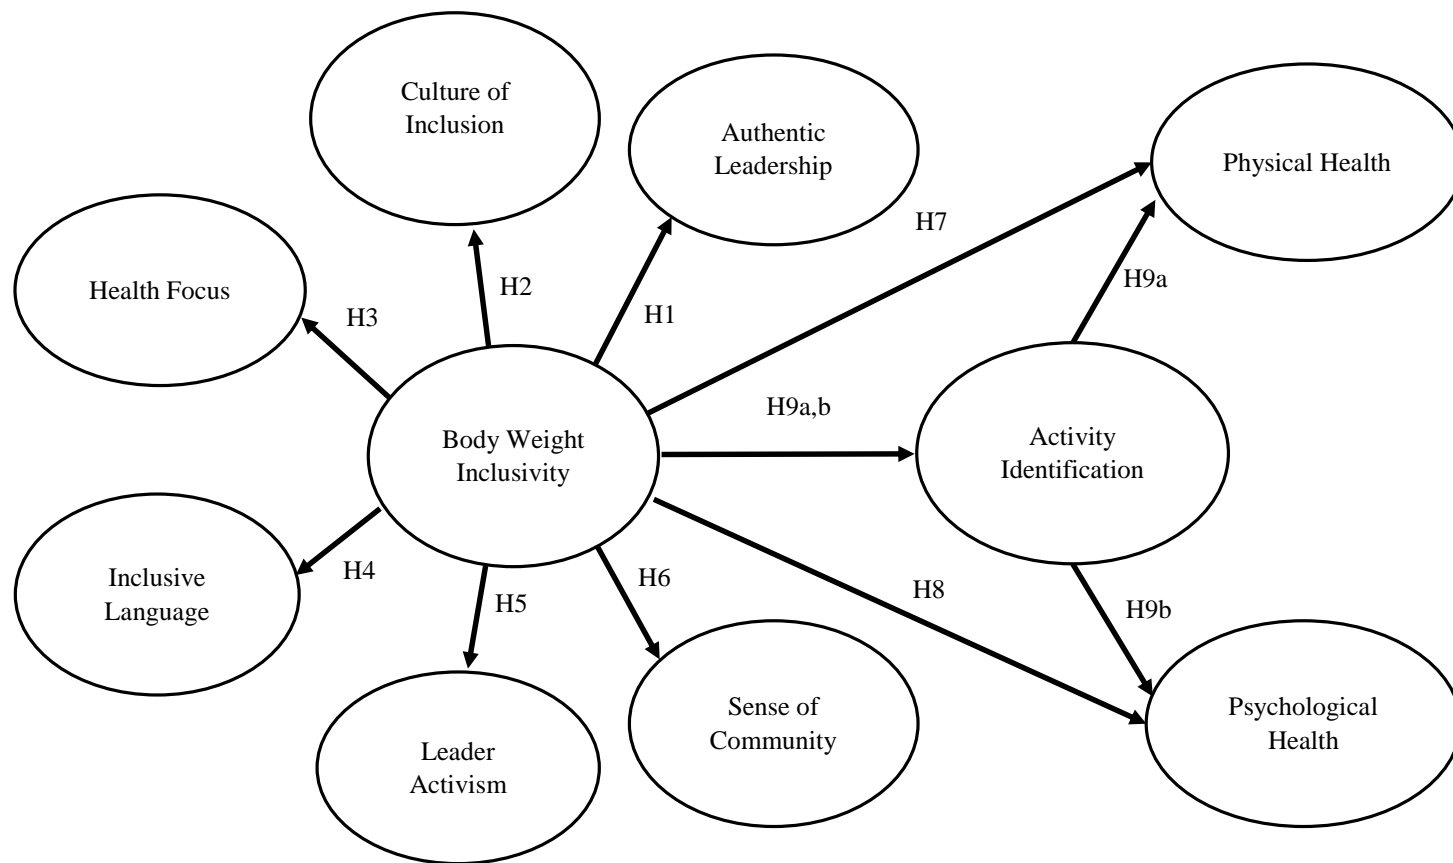 Culture of
Inclusion
Authentic
Leadership
Physical Health
H7
Health Focus
H2
H9a
H3
H1
H9a,b
Body Weight
Inclusivity
Activity
Identification
Inclusive
Language
H4
H5
H6
H8
H9b
Sense of
Community
Psychological
Health
Leader
Activism